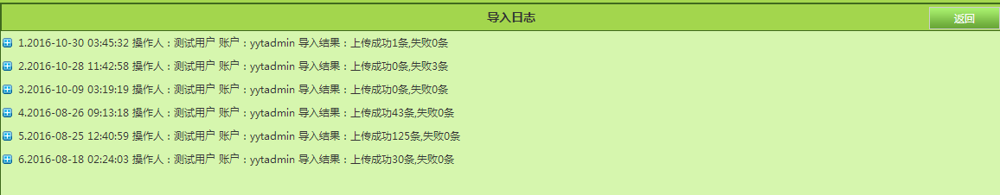 导入日志
返回
1.2016-10-30 03:45:32 操作人：测试用户 账户：yytadmin 导入结果：上传成功1条,失败0条
2.2016-10-28 11:42:58 操作人：测试用户 账户：yytadmin 导入结果：上传成功0条,失败3条
3.2016-10-09 03:19:19 操作人：测试用户 账户：yytadmin 导入结果：上传成功0条,失败0条
4.2016-08-26 09:13:18 操作人：测试用户 账户：yytadmin 导入结果：上传成功43条,失败0条
5.2016-08-25 12:40:59 操作人：测试用户 账户：yytadmin 导入结果：上传成功125条,失败0条
6.2016-08-18 02:24:03 操作人：测试用户 账户：yytadmin 导入结果：上传成功30条,失败0条